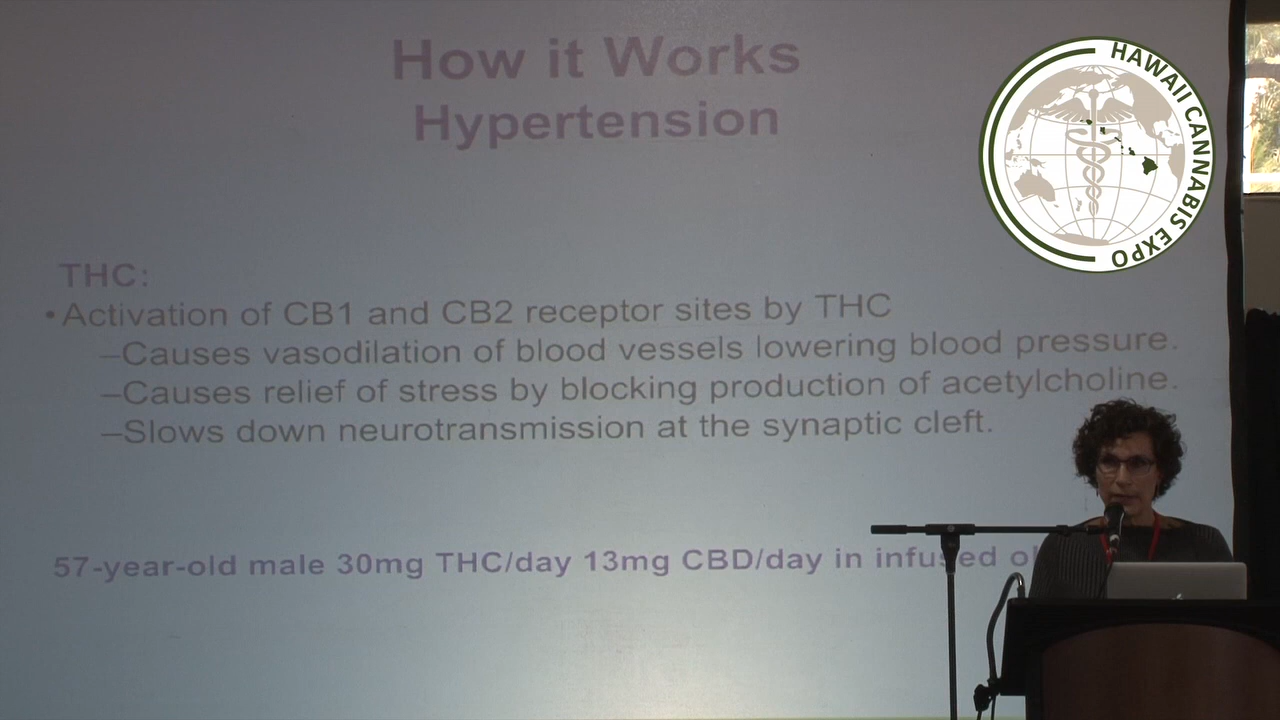 How it Works
Hypertension
HAWAII CANNABIS EXPO
THC:
• Activation of CB1 and CB2 receptor sites by THC
–Causes vasodilation of blood vessels lowering blood pressure.
–Causes relief of stress by blocking production of acetylcholine.
–Slows down neurotransmission at the synaptic cleft.
57-year-old male 30mg THC/day 13mg CBD/day in infused